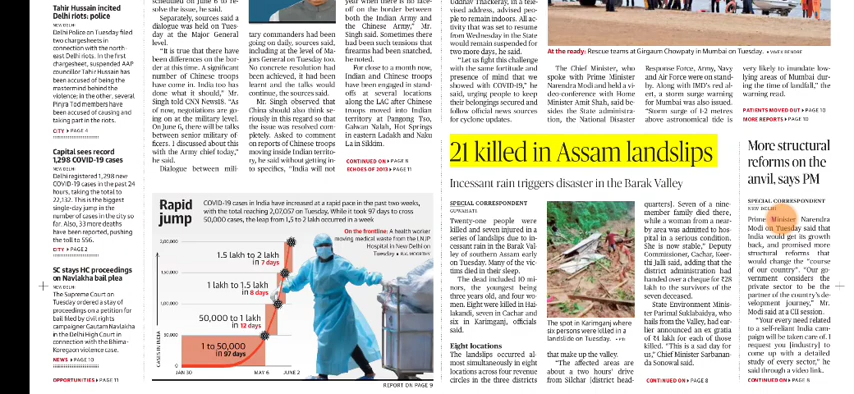 Tahir Hussain incited
Delhi riots: police
NEW DELHI
Delhi Police on Tuesday filed
two chargesheets in
connection with the north-
east Delhi riots. In the first
chargesheet, suspended AAP
councillor Tahir Hussain has
been accused of being the
mastermind behind the
violence; in the other, several
Pinjra Tod members have
been accused of causing and
taking part in the riots.
CITY ▸ PAGE 4
Capital sees record
1,298 COVID-19 cases
NEW DELHI
Delhi registered 1,298 new
COVID-19 cases in the past 24
hours, taking the total to
22,132. This is the biggest
single-day jump in the
number of cases in the city so
far. Also, 33 more deaths
have been reported, pushing
the toll to 556.
CITY ▸ PAGE 2
SC stays HC proceedings
on Navlakha bail plea
NEW DELHI
The Supreme Court on
Tuesday ordered a stay of
proceedings on a petition for
bail filed by civil rights
campaigner Gautam Navlakha
in the Delhi High Court in
connection with the Bhima-
Koregaon violence case.
NEWS ▸ PAGE 10
OPPORTUNITIES ▸ PAGE 11
scheduled on June 6 to re-
solve the issue, he said.
Separately, sources said a
dialogue was held on Tues-
day at the Major General
level.
"It is true that there have
been differences on the bor-
der at this time. A significant
number of Chinese troops
have come in. India too has
done what it should," Mr.
Singh told CNN News18. "As
of now, negotiations are go-
ing on at the military level.
On June 6, there will be talks
between senior military of-
ficers. I discussed about this
with the Army chief today,"
he said.
Dialogue between mili-
tary commanders had been
going on daily, sources said,
including at the level of Ma-
jors General on Tuesday too.
No concrete resolution had
been achieved, it had been
learnt and the talks would
continue, the sources said.
Mr. Singh observed that
China should also think se-
riously in this regard so that
the issue was resolved com-
pletely. Asked to comment
on reports of Chinese troops
moving inside Indian territo-
ry, he said without getting in-
to specifics, "India will not
year when there is no face-
off on the border between
both the Indian Army and
the Chinese Army," Mr.
Singh said. Sometimes there
had been such tensions that
firearms had been snatched,
he noted.
For close to a month now,
Indian and Chinese troops
have been engaged in stand-
offs at several locations
along the LAC after Chinese
troops moved into Indian
territory at Pangong Tso,
Galwan Nalah, Hot Springs
in eastern Ladakh and Naku
La in Sikkim.
CONTINUED ON ▸ PAGE 9
ECHOES OF 2013 ▸ PAGE 11
Rapid
jump
COVID-19 cases in India have increased at a rapid pace in the past two weeks,
with the total reaching 2,07,057 on Tuesday. While it took 97 days to cross
50,000 cases, the leap from 1.5 to 2 lakh occurred in a week
On the frontline: A health worker
moving medical waste from the LNJP
Hospital in New Delhi on
Tuesday
2,00,000
1,50,000
1,00,000
50,000
0
CASES IN INDIA
1.5 lakh to 2 lakh
in 7 days
1 lakh to 1.5 lakh
in 8 days
50,000 to 1 lakh
in 12 days
1 to 50,000
in 97 days
JAN 30
MAY 6
JUNE 2
REPORT ON PAGE 9
Uddhav Thackeray, in a tele-
vised address, advised peo-
ple to remain indoors. All ac-
tivity that was set to resume
from Wednesday in the State
would remain suspended for
two more days, he said.
"Let us fight this challenge
with the same fortitude and
presence of mind that we
showed with COVID-19," he
said, urging people to keep
their belongings secured and
follow official news sources
for cyclone updates.
At the ready: Rescue teams at Girgaum Chowpatty in Mumbai on Tuesday.
The Chief Minister, who
spoke with Prime Minister
Narendra Modi and held a vi-
deo-conference with Home
Minister Amit Shah, said be-
sides the State administra-
tion, the National Disaster
Response Force, Army, Navy
and Air Force were on stand-
by. Along with IMD's red al-
ert, a storm surge warning
for Mumbai was also issued.
"Storm surge of 1-2 metres
above astronomical tide is
very likely to inundate low-
lying areas of Mumbai dur-
ing the time of landfall," the
warning read.
PATIENTS MOVED OUT ▸ PAGE 10
MORE REPORTS ▸ PAGE 10
21 killed in Assam landslips
Incessant rain triggers disaster in the Barak Valley
SPECIAL CORRESPONDENT
GUWAHATI
Twenty-one people were
killed and seven injured in a
series of landslides due to in-
cessant rain in the Barak Val-
ley of southern Assam early
on Tuesday. Many of the vic-
tims died in their sleep.
The dead included 10 mi-
nors, the youngest being
three years old, and four wo-
men. Eight were killed in Hai-
lakandi, seven in Cachar and
six in Karimganj, officials
said.
Eight locations
The landslips occurred al-
most simultaneously in eight
locations across four revenue
circles in the three districts
The spot in Karimganj where
six persons were killed in a
landslide on Tuesday.
that make up the valley.
"The affected areas are
about a two hours' drive
from Silchar [district head-
quarters]. Seven of a nine-
member family died there,
while a woman from a near-
by area was admitted to hos-
pital in a serious condition.
She is now stable," Deputy
Commissioner, Cachar, Keer-
thi Jalli said, adding that the
district administration had
handed over a cheque for ₹28
lakh to the survivors of the
seven deceased.
State Environment Minis-
ter Parimal Suklabaidya, who
hails from the Valley, had ear-
lier announced an ex gratia
of ₹4 lakh for each of those
killed. "This is a sad day for
us," Chief Minister Sarbanan-
da Sonowal said.
CONTINUED ON ▸ PAGE 8
More structural
reforms on the
anvil, says PM
SPECIAL CORRESPONDENT
NEW DELHI
Prime Minister Narendra
Modi on Tuesday said that
India would get its growth
back, and promised more
structural reforms that
would change the "course
of our country". "Our go-
vernment considers the
private sector to be the
partner of the country's de-
velopment journey," Mr.
Modi said at a CII session.
"Your every need related
to a self-reliant India cam-
paign will be taken care of. I
request you [industry] to
come up with a detailed
study of every sector," he
said through a video link.
CONTINUED ON ▸ PAGE 9